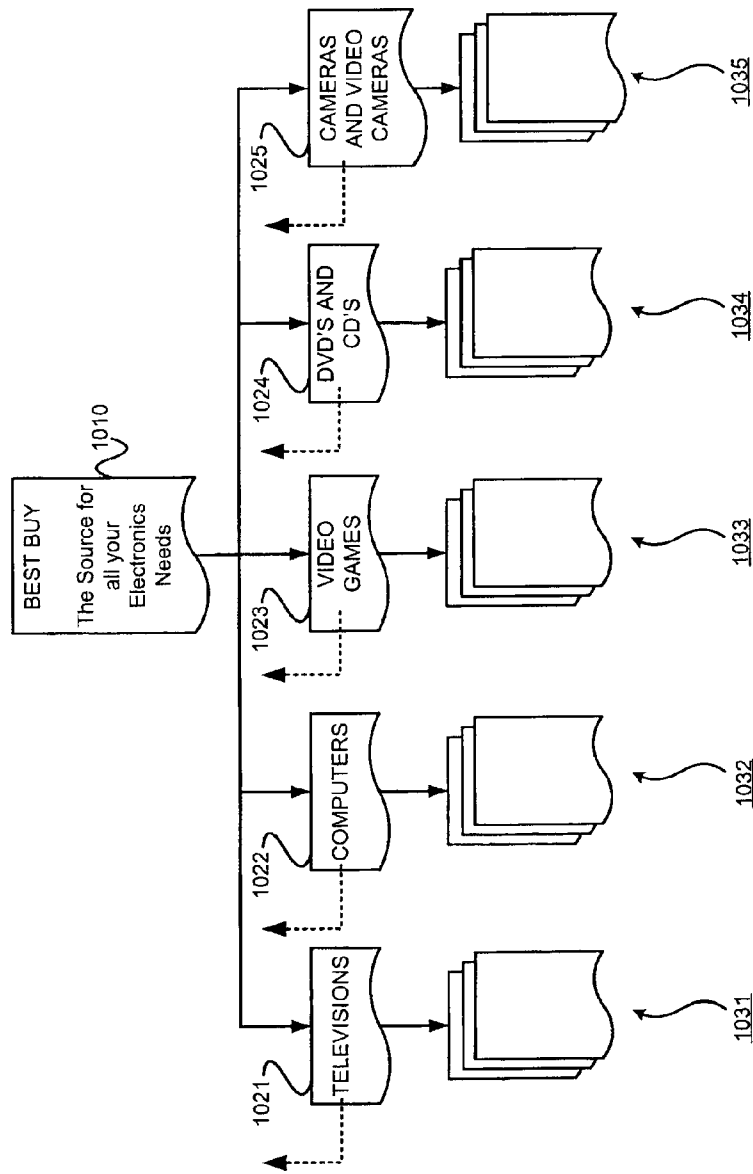 BEST BUY
The Source for
all your
Electronics
Needs
1010
1021
TELEVISIONS
1022
COMPUTERS
1023
VIDEO
GAMES
1024
DVD'S AND
CD'S
1025
CAMERAS
AND VIDEO
CAMERAS
1031
1032
1033
1034
1035